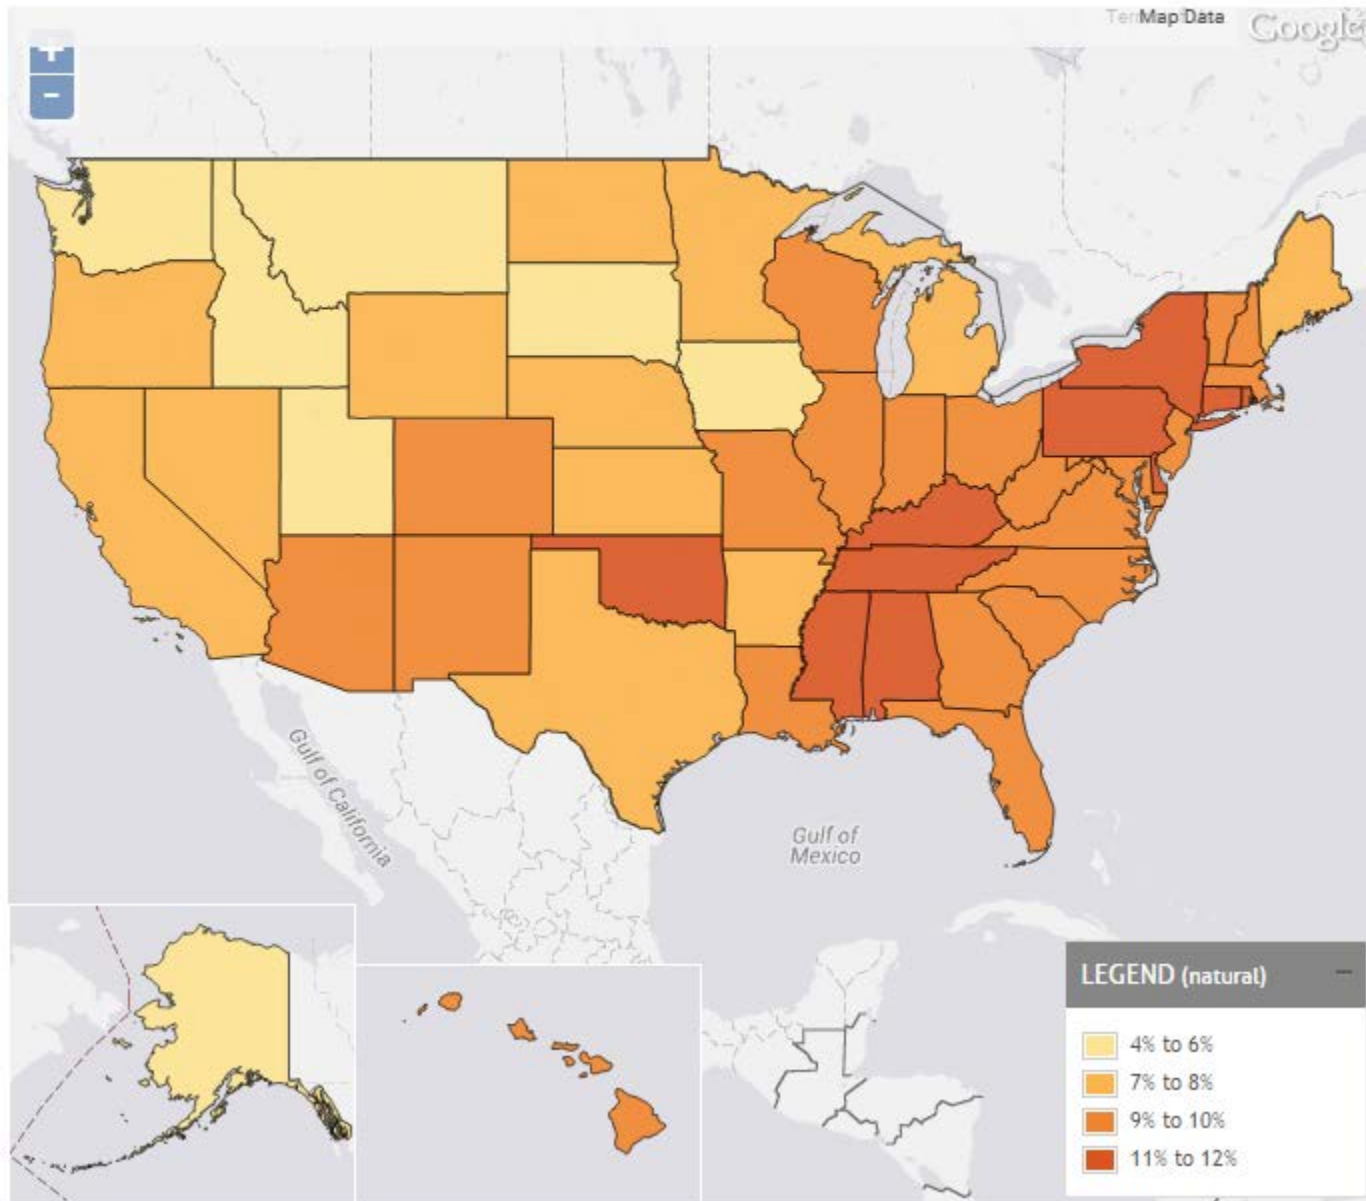 Map Data
Google
+
-
Gulf of California
Gulf of
Mexico
LEGEND (natural)
4% to 6%
7% to 8%
9% to 10%
11% to 12%